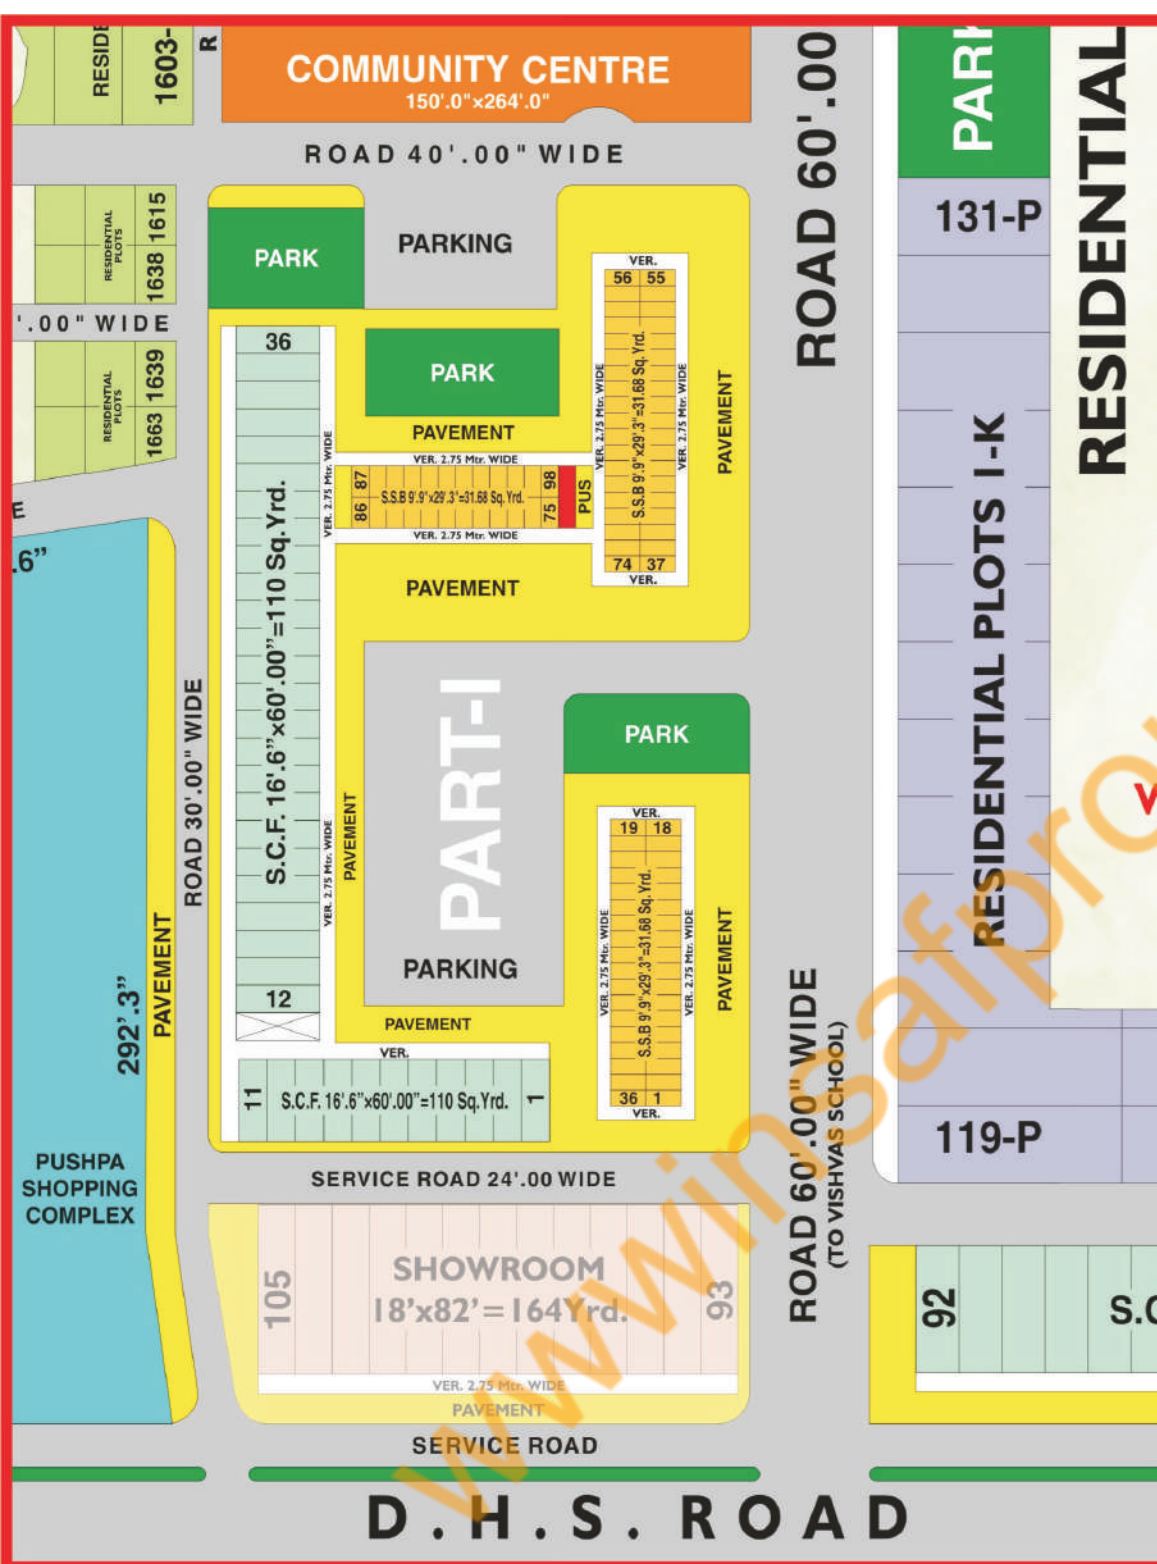 RESIDE
1603-
R
COMMUNITY CENTRE
150'.0"×264'.0"
ROAD 60'.00
PARK
RESIDENTIAL
ROAD 40'.00" WIDE
RESIDENTIAL
PLOTS
1615
1638
PARK
PARKING
131-P
'.00" WIDE
VER.
56 55
RESIDENTIAL
PLOTS
1639
1663
36
PARK
VER. 2.75 Mtr. WIDE
S.S.B 9'.9"x29'.3"=31.68 Sq. Yrd.
VER. 2.75 Mtr. WIDE
PAVEMENT
PAVEMENT
VER. 2.75 Mtr. WIDE
VER. 2.75 Mtr. WIDE
87
86
S.S.B 9'.9"x29'.3"=31.68 Sq. Yrd.
98
75
PUS
VER. 2.75 Mtr. WIDE
74 37
VER.
PAVEMENT
E
.6”
S.C.F. 16'.6”×60'.00”=110 Sq.Yrd.
RESIDENTIAL PLOTS I-K
ROAD 30'.00" WIDE
PART-I
PARK
PAVEMENT
VER. 2.75 Mtr. WIDE
VER.
19 18
VER. 2.75 Mtr. WIDE
S.S.B 9'.9"x29'.3"=31.68 Sq. Yrd.
VER. 2.75 Mtr. WIDE
PAVEMENT
PARKING
PAVEMENT
292’.3”
12
PAVEMENT
VER.
11
S.C.F. 16'.6”×60'.00”=110 Sq.Yrd.
1
36 1
VER.
ROAD 60'.00" WIDE
(TO VISHVAS SCHOOL)
119-P
PUSHPA
SHOPPING
COMPLEX
SERVICE ROAD 24'.00 WIDE
105
SHOWROOM
18’x82’=164Yrd.
93
VER. 2.75 Mtr. WIDE
PAVEMENT
92
S.C
SERVICE ROAD
D.H.S. ROAD
www.winsafpro